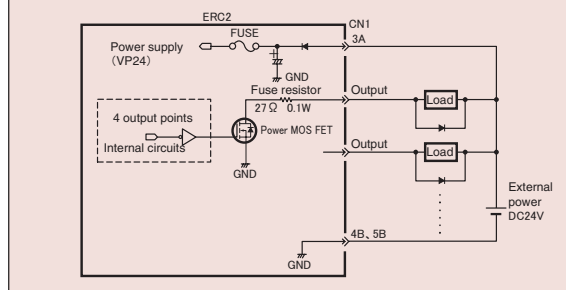 ERC2
CN1
FUSE
3A
Power supply
(VP24)
GND
Fuse resistor
Output
27Ω 0.1W
Load
4 output points
Power MOS FET
Internal circuits
Output
Load
GND
External
power
DC24V
4B、5B
GND